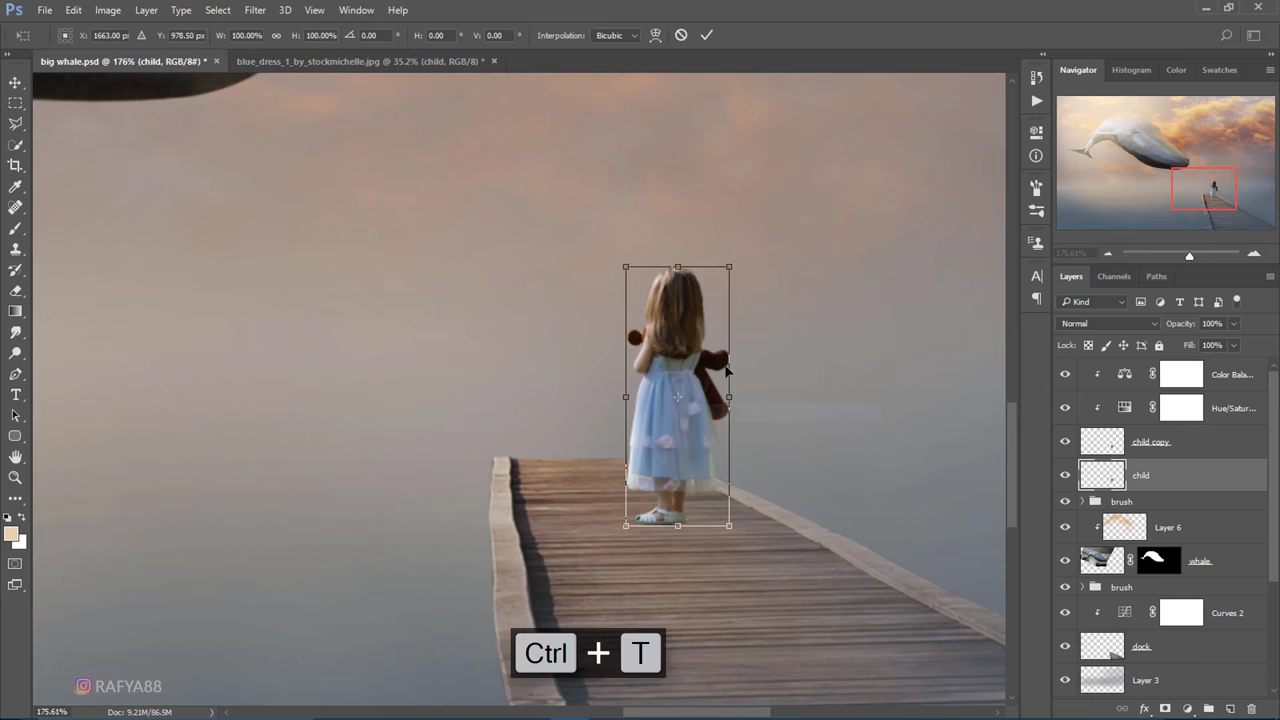 Ps File Edit Image Layer Type Select Filter 3D View Window Help
X: 1663.00 px Y: 978.50 px W: 100.00% H: 100.00% 0.00 ° H: 0.00 ° V: 0.00 ° Interpolation: Bicubic
big whale.psd @ 176% (child, RGB/8#) * × blue_dress_1_by_stockmichelle.jpg @ 35.2% (child, RGB/8) * ×
Navigator Histogram Color Swatches
175.61%
Layers Channels Paths
Kind
Normal Opacity: 100%
Lock: Fill: 100%
Color Bala...
Hue/Satur...
child copy
child
brush
Layer 6
whale
brush
Curves 2
dock
Layer 3
Ctrl + T
RAFYA88
175.61% Doc: 9.21M/86.5M